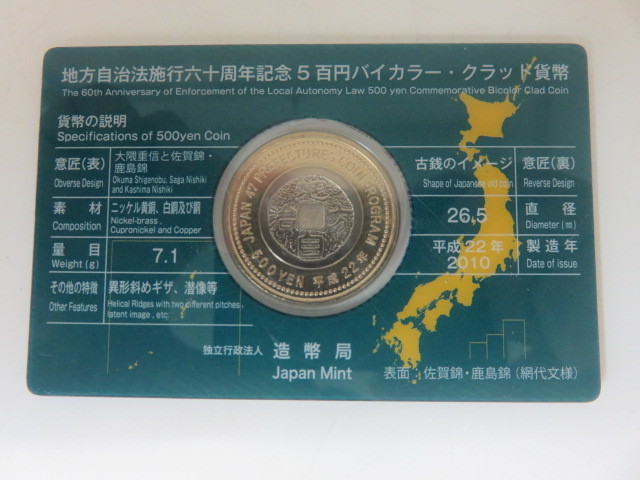 地方自治法施行六十周年記念5百円バイカラー・クラッド貨幣
The 60th Anniversary of Enforcement of the Local Autonomy Law 500 yen Commemorative Bicolor Clad Coin
貨幣の説明
Specifications of 500yen Coin
意匠(表)
Obverse Design
大隈重信と佐賀錦・
鹿島錦
Okuma Shigenobu, Saga Nishiki
and Kashima Nishiki
素材
Composition
ニッケル黄銅、白銅及び銅
Nickel-brass,
Cupronickel and Copper
量目
Weight (g)
7.1
その他の特徴
Other Features
異形斜めギザ、潜像等
Helical Ridges with two different pitches,
latent image, etc.
JAPAN 47 PREFECTURES COIN PROGRAM
500 YEN 平成22年
古銭のイメージ
Shape of Japanese old coin
意匠(裏)
Reverse Design
26.5
直径
Diameter (㎜)
平成22年
2010
製造年
Date of issue
独立行政法人 造幣局
Japan Mint
表面:佐賀錦・鹿島錦(網代文様)